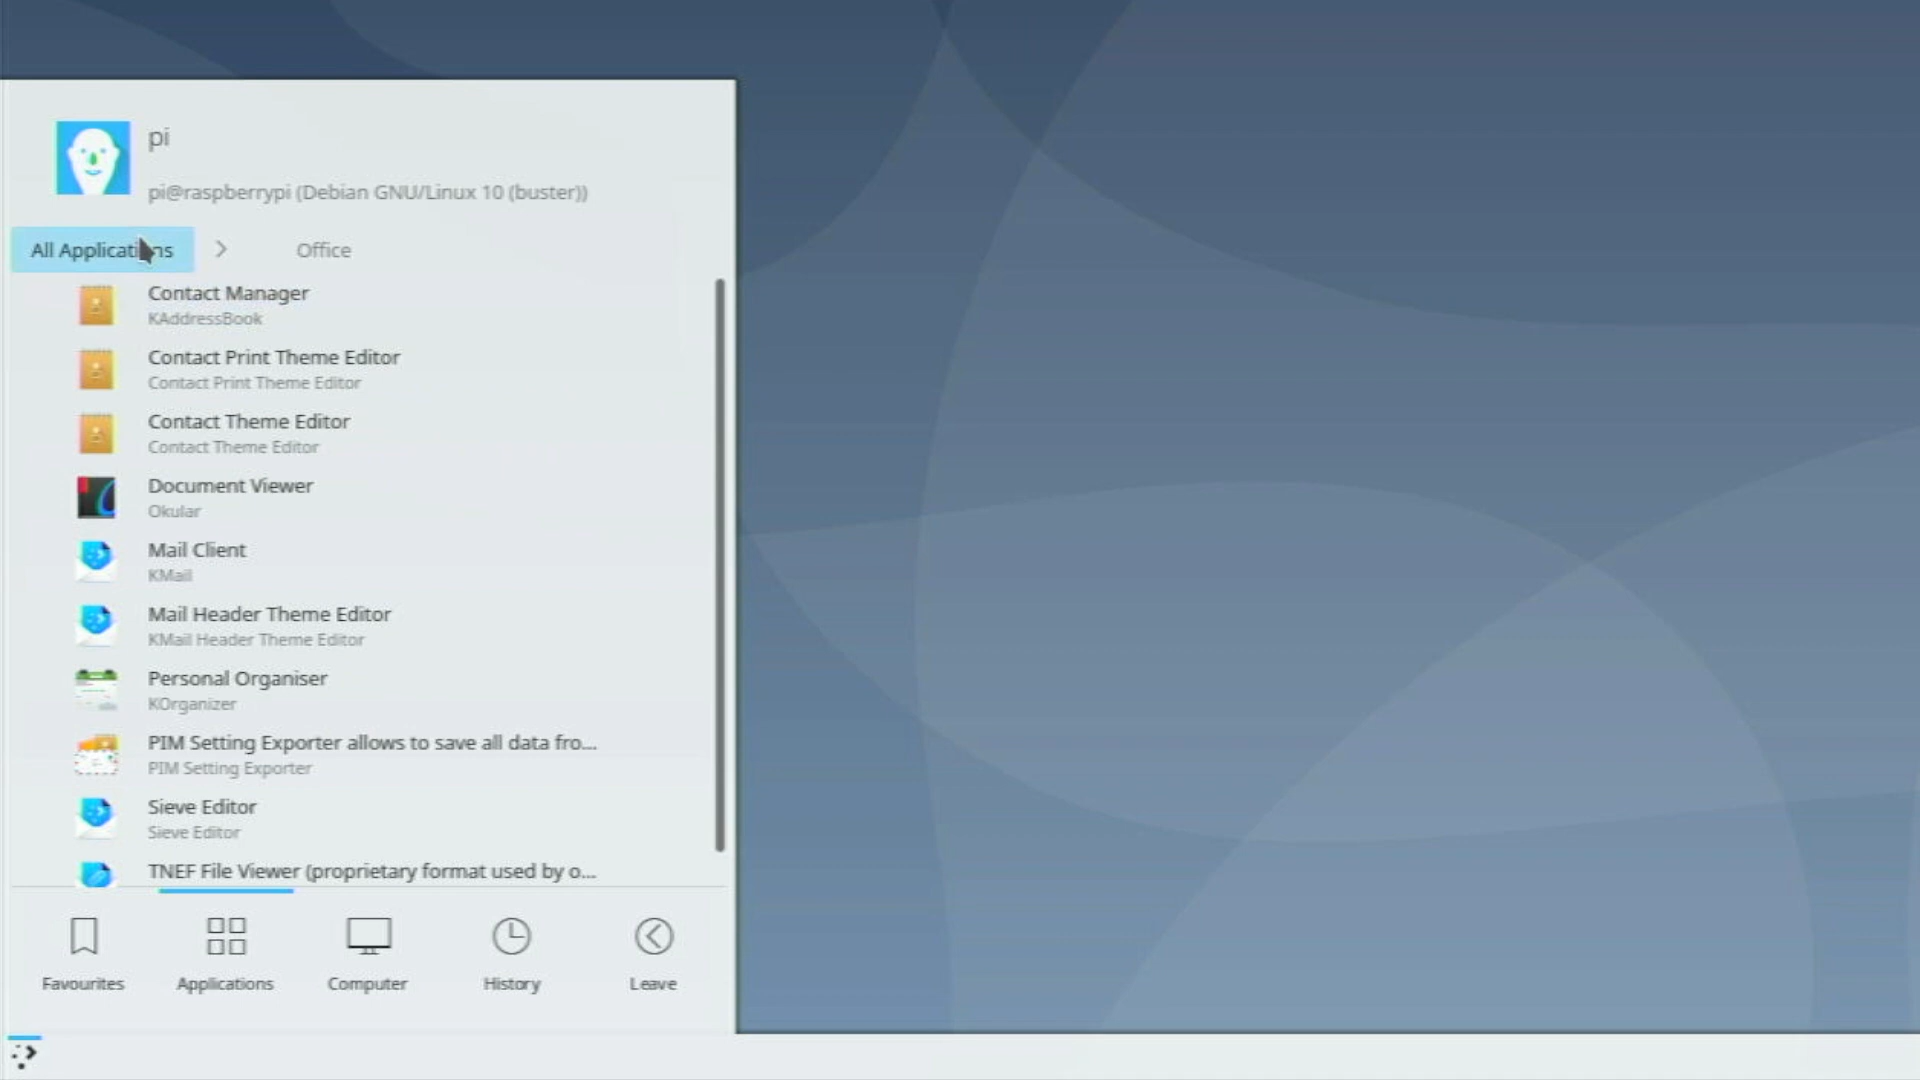 pi
pi@raspberrypi (Debian GNU/Linux 10 (buster))
All Applications > Office
Contact Manager
KAddressBook
Contact Print Theme Editor
Contact Print Theme Editor
Contact Theme Editor
Contact Theme Editor
Document Viewer
Okular
Mail Client
KMail
Mail Header Theme Editor
KMail Header Theme Editor
Personal Organiser
KOrganizer
PIM Setting Exporter allows to save all data fro...
PIM Setting Exporter
Sieve Editor
Sieve Editor
TNEF File Viewer (proprietary format used by o...
Favourites Applications Computer History Leave